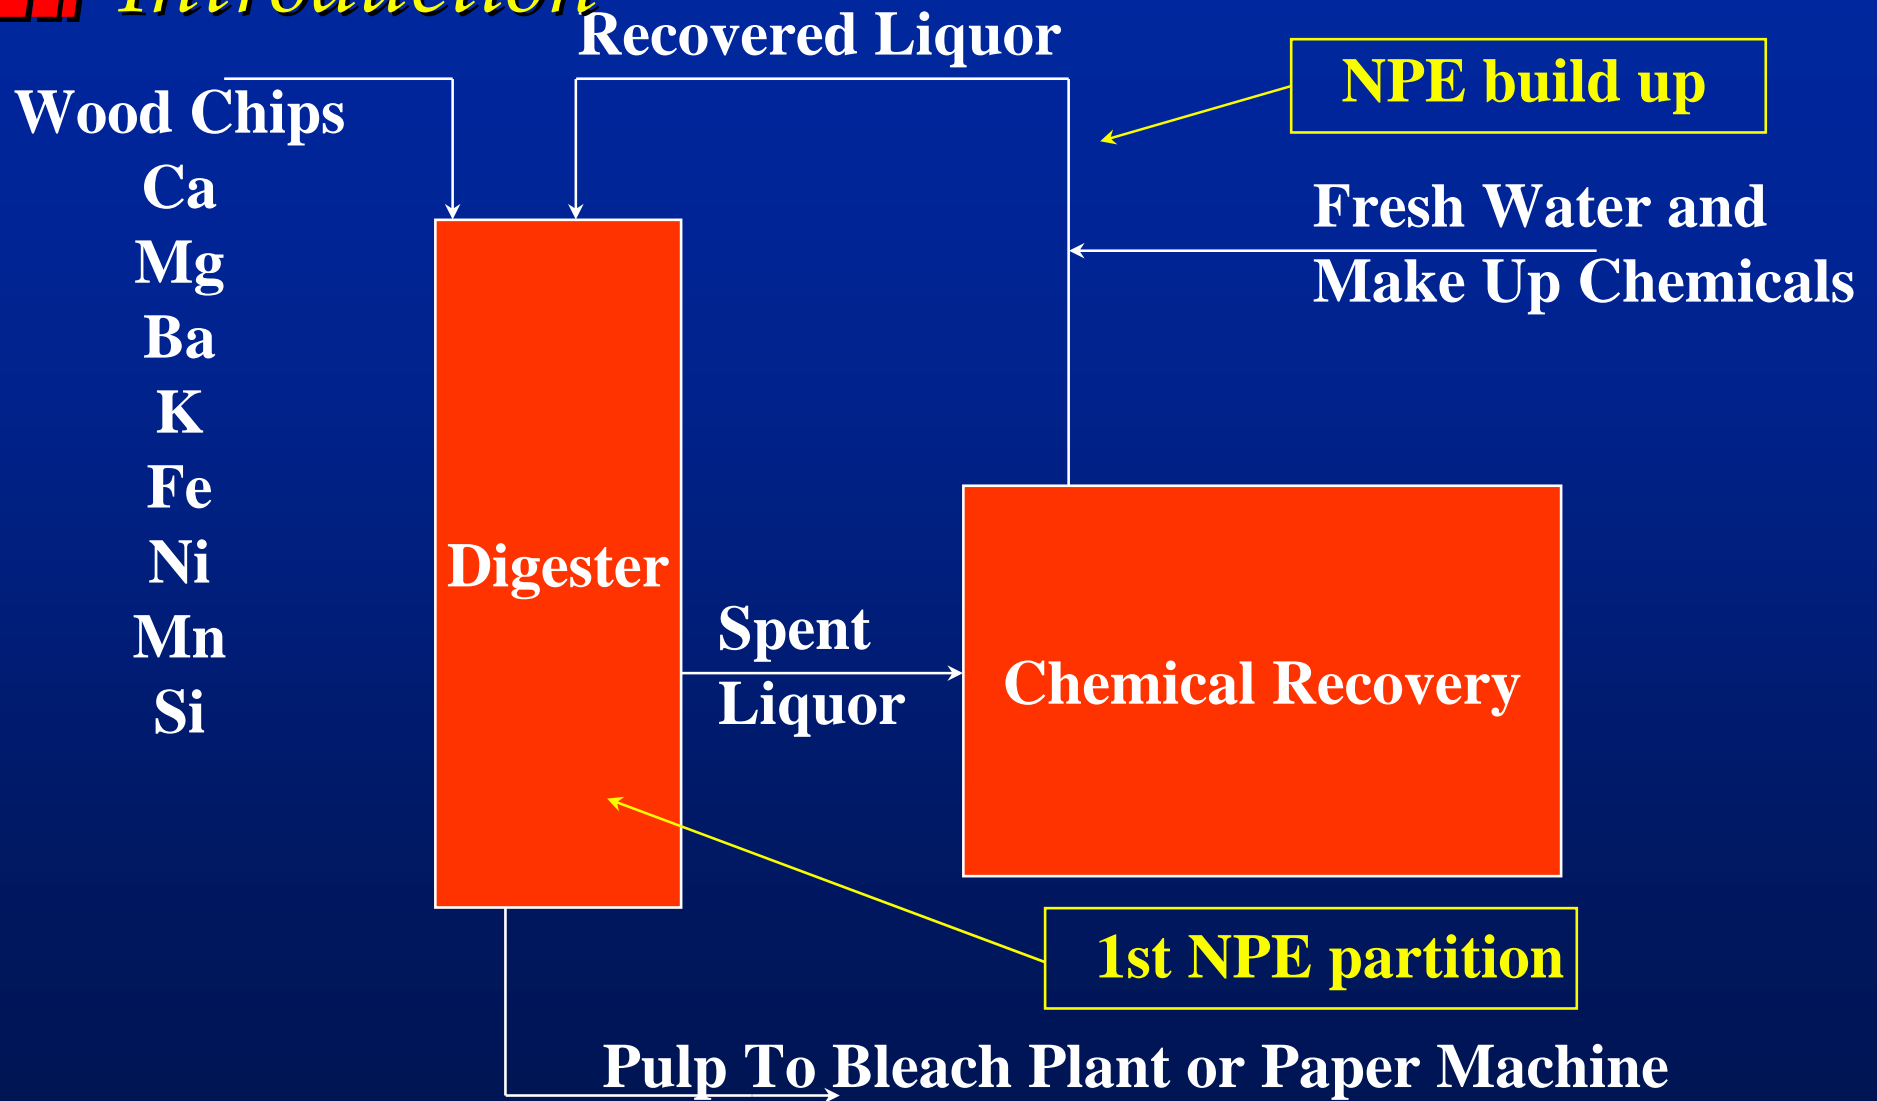 Introduction
Recovered Liquor
NPE build up
Wood Chips
Ca
Mg
Ba
K
Fe
Ni
Mn
Si
Fresh Water and
Make Up Chemicals
Digester
Spent
Liquor
Chemical Recovery
1st NPE partition
Pulp To Bleach Plant or Paper Machine